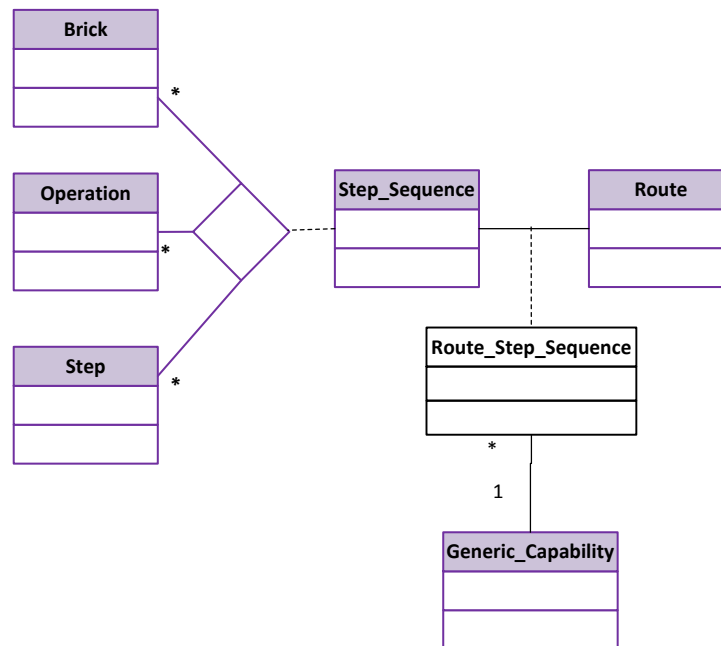 Brick
*
Operation
*
Step
*
Step_Sequence
Route
Route_Step_Sequence
*
1
Generic_Capability